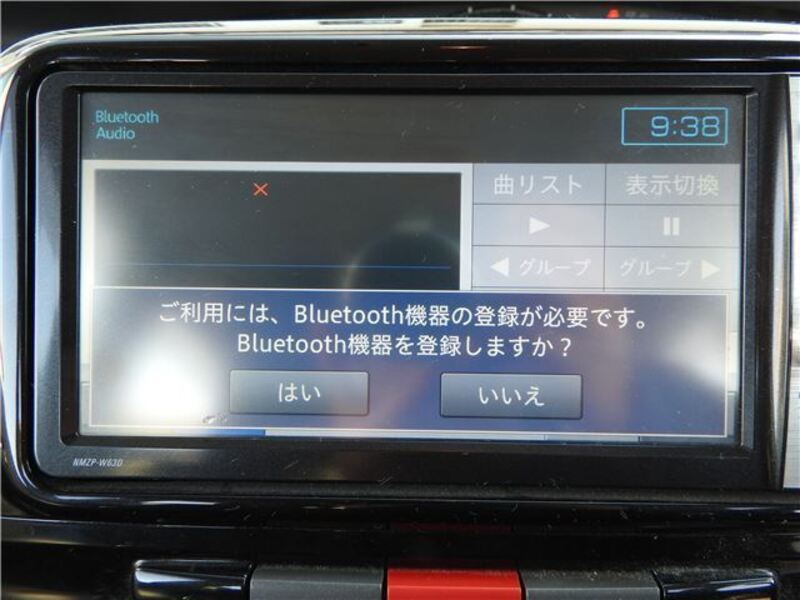 Bluetooth
Audio
9:38
曲リスト
表示切換
◀ グループ
グループ ▶
ご利用には、Bluetooth機器の登録が必要です。
Bluetooth機器を登録しますか？
はい
いいえ
NMZP-W63D